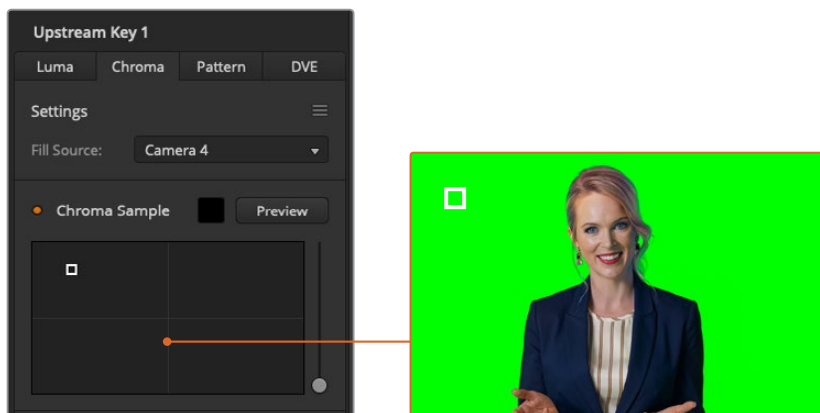 Upstream Key 1
Luma Chroma Pattern DVE
Settings
Fill Source: Camera 4
Chroma Sample Preview